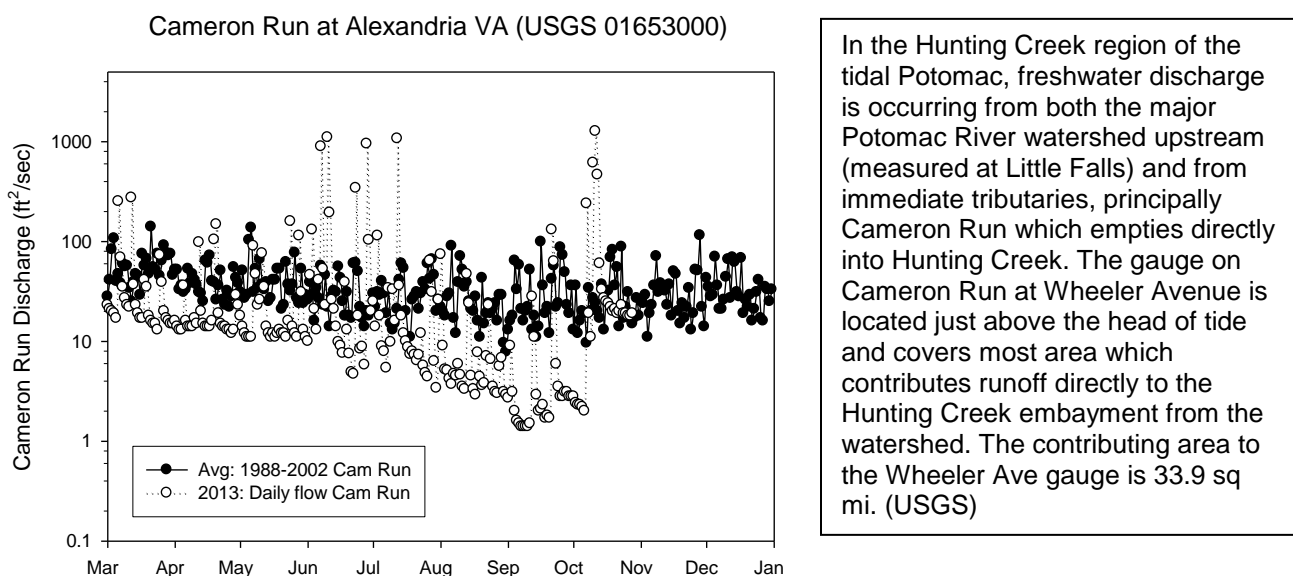 Cameron Run at Alexandria VA (USGS 01653000)
Cameron Run Discharge (ft²/sec)
1000
100
10
1
0.1
Avg: 1988-2002 Cam Run
2013: Daily flow Cam Run
Mar Apr May Jun Jul Aug Sep Oct Nov Dec Jan
In the Hunting Creek region of the
tidal Potomac, freshwater discharge
is occurring from both the major
Potomac River watershed upstream
(measured at Little Falls) and from
immediate tributaries, principally
Cameron Run which empties directly
into Hunting Creek. The gauge on
Cameron Run at Wheeler Avenue is
located just above the head of tide
and covers most area which
contributes runoff directly to the
Hunting Creek embayment from the
watershed. The contributing area to
the Wheeler Ave gauge is 33.9 sq
mi. (USGS)